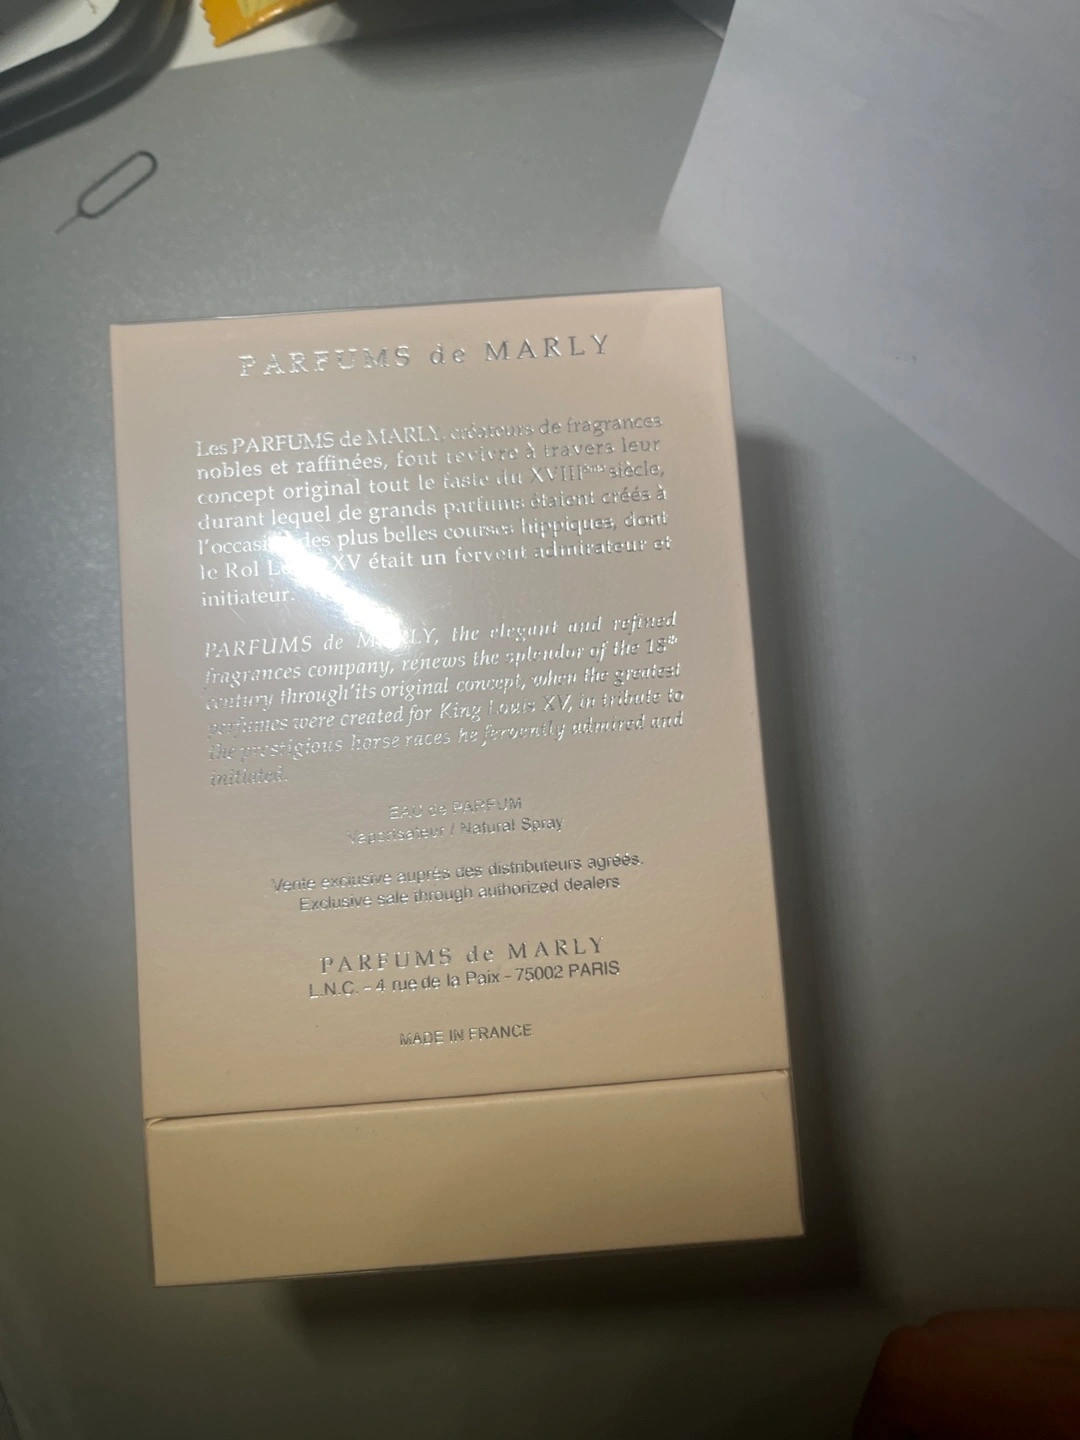 PARFUMS de MARLY
Les PARFUMS de MARLY, créateurs de fragrances
nobles et raffinées, font revivre à travers leur
concept original tout le faste du XVIIIème siècle,
durant lequel de grands parfums étaient créés à
des plus belles courses hippiques, dont
le Roi XV était un fervent admirateur et
initiateur.
PARFUMS de MARLY, the elegant and refined
fragrances company, renews the splendor of the 18th
century through its original concept, when the greatest
perfumes were created for King Louis XV, in tribute to
the prestigious horse races he fervently admired and
initiated.
EAU de PARFUM
Vaporisateur / Natural Spray
Vente exclusive auprès des distributeurs agréés.
Exclusive sale through authorized dealers
PARFUMS de MARLY
L.N.C. - 4 rue de la Paix - 75002 PARIS
MADE IN FRANCE